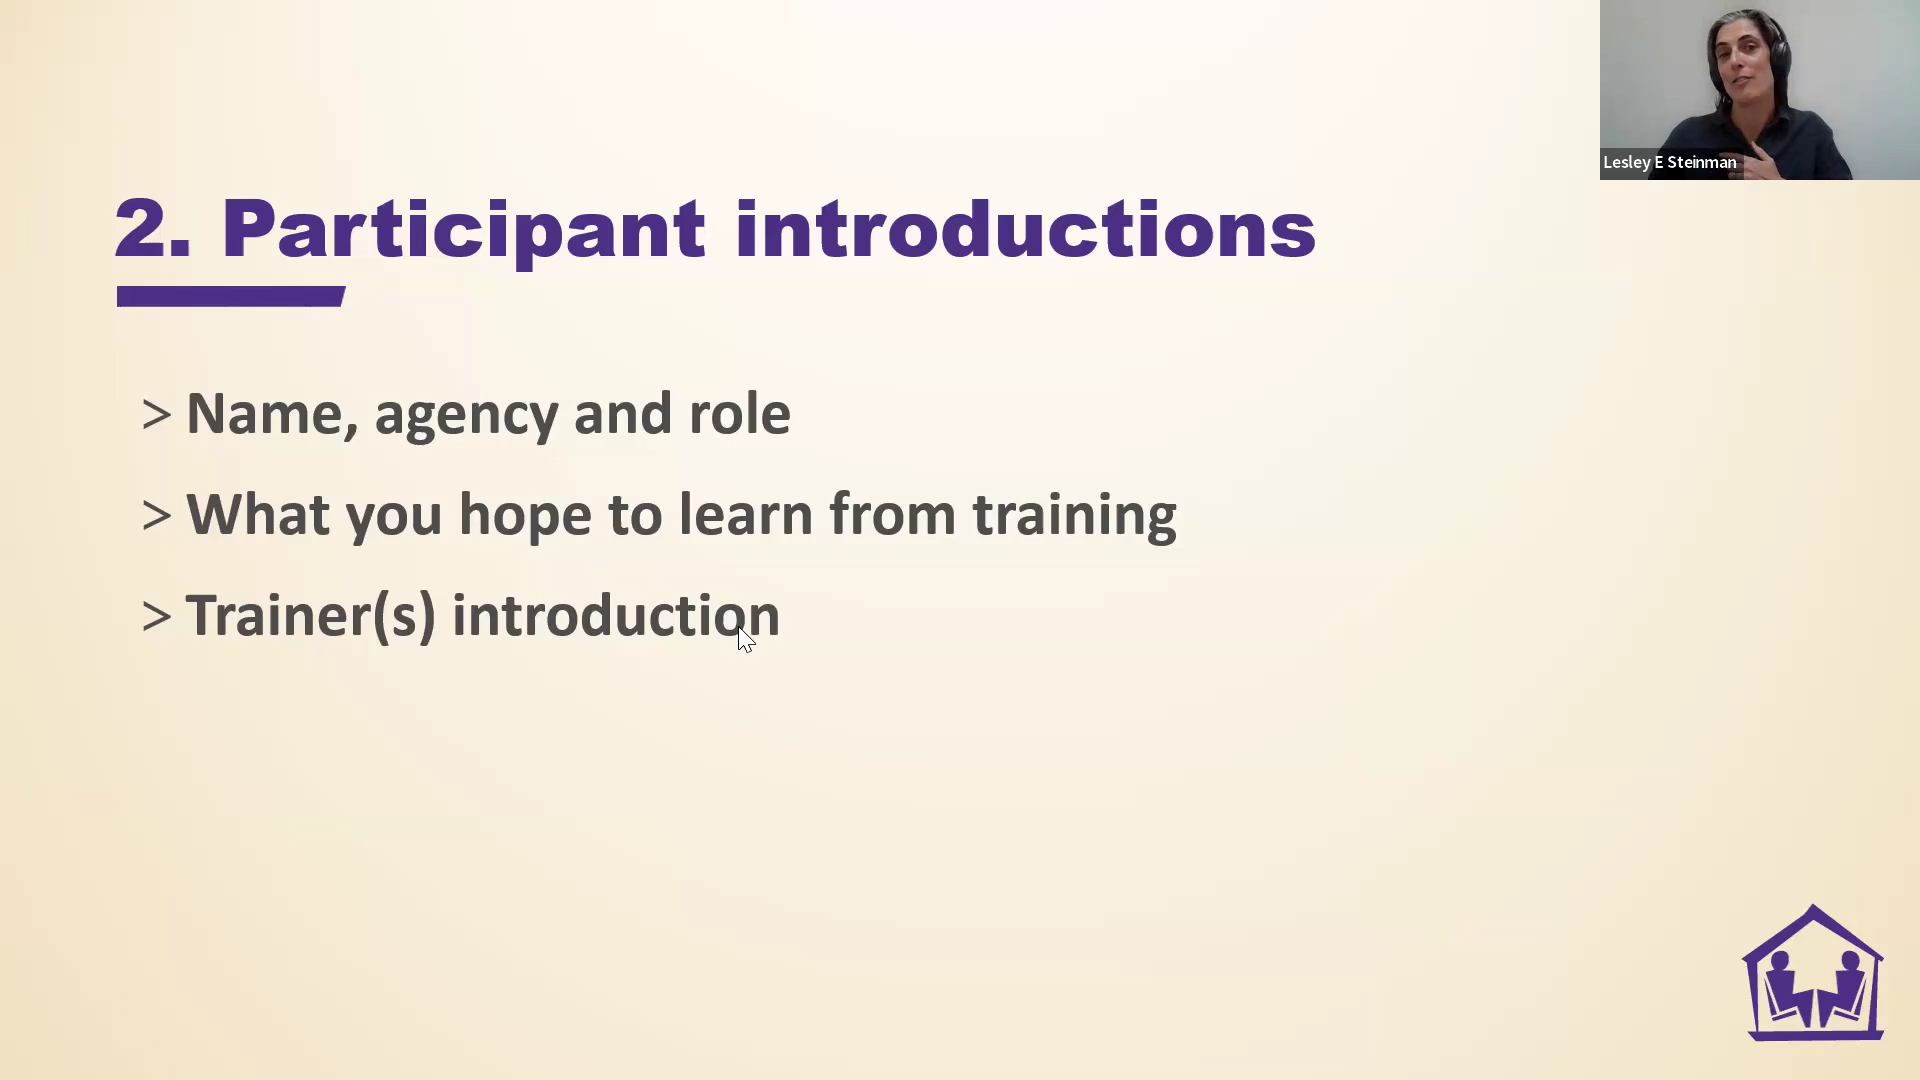 Lesley E Steinman
2. Participant introductions
> Name, agency and role
> What you hope to learn from training
> Trainer(s) introduction